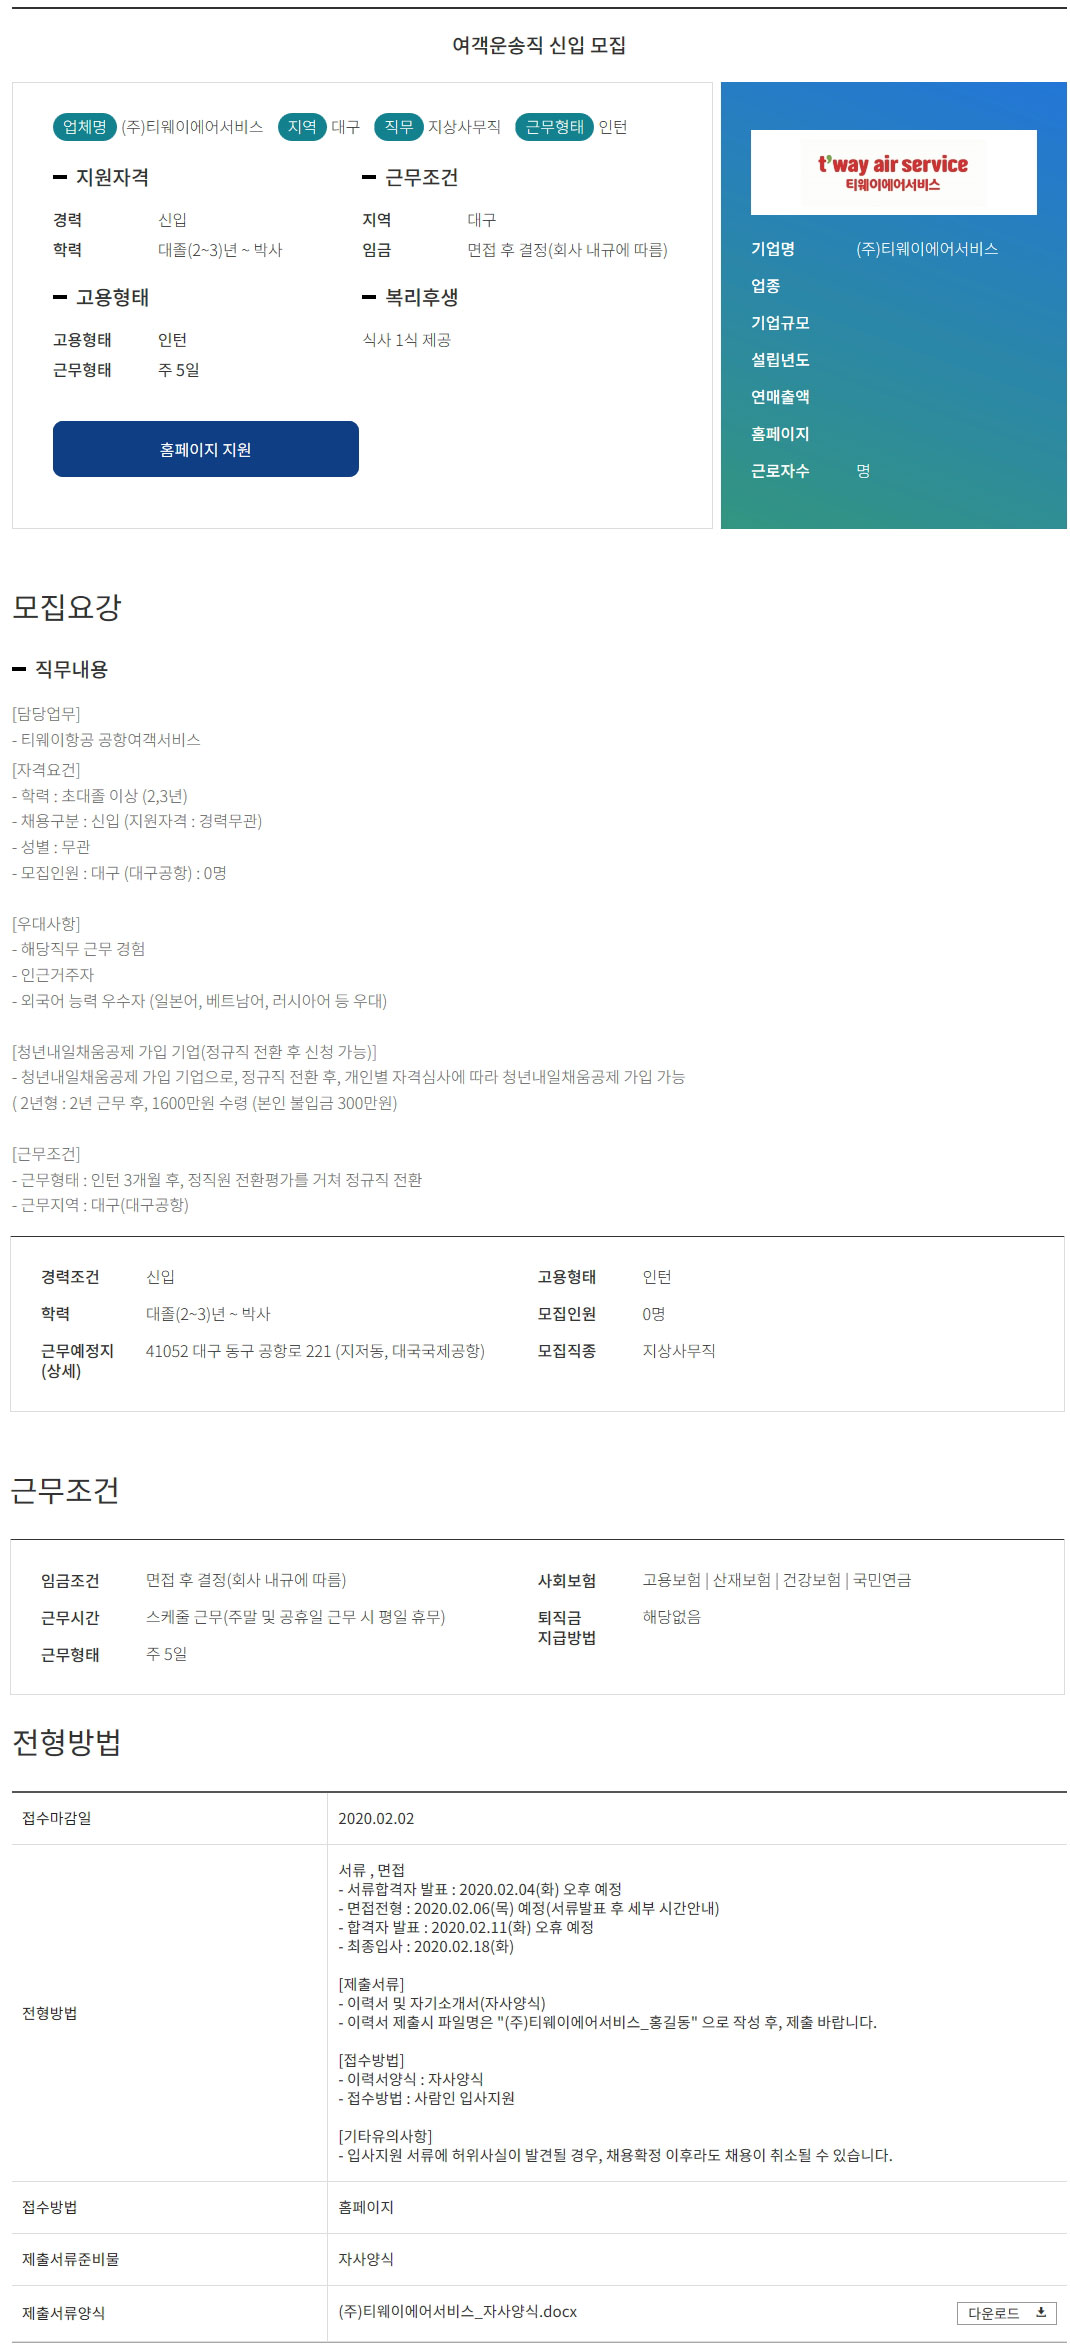 여객운송직 신입 모집
업체명 (주)티웨이에어서비스 지역 대구 직무 지상사무직 근무형태 인턴
지원자격
경력 신입
학력 대졸(2~3)년 ~ 박사
근무조건
지역 대구
임금 면접 후 결정(회사 내규에 따름)
고용형태
고용형태 인턴
근무형태 주 5일
복리후생
식사 1식 제공
홈페이지 지원
t'way air service
티웨이에어서비스
기업명 (주)티웨이에어서비스
업종
기업규모
설립년도
연매출액
홈페이지
근로자수 명
모집요강
직무내용
[담당업무]
- 티웨이항공 공항여객서비스
[자격요건]
- 학력 : 초대졸 이상 (2,3년)
- 채용구분 : 신입 (지원자격 : 경력무관)
- 성별 : 무관
- 모집인원 : 대구 (대구공항) : 0명
[우대사항]
- 해당직무 근무 경험
- 인근거주자
- 외국어 능력 우수자 (일본어, 베트남어, 러시아어 등 우대)
[청년내일채움공제 가입 기업(정규직 전환 후 신청 가능)]
- 청년내일채움공제 가입 기업으로, 정규직 전환 후, 개인별 자격심사에 따라 청년내일채움공제 가입 가능
( 2년형 : 2년 근무 후, 1600만원 수령 (본인 불입금 300만원)
[근무조건]
- 근무형태 : 인턴 3개월 후, 정직원 전환평가를 거쳐 정규직 전환
- 근무지역 : 대구(대구공항)
경력조건 신입 고용형태 인턴
학력 대졸(2~3)년 ~ 박사 모집인원 0명
근무예정지 41052 대구 동구 공항로 221 (지저동, 대국국제공항) 모집직종 지상사무직
(상세)
근무조건
임금조건 면접 후 결정(회사 내규에 따름) 사회보험 고용보험 | 산재보험 | 건강보험 | 국민연금
근무시간 스케줄 근무(주말 및 공휴일 근무 시 평일 휴무) 퇴직금 해당없음
지급방법
근무형태 주 5일
전형방법
접수마감일 2020.02.02
전형방법
서류 , 면접
- 서류합격자 발표 : 2020.02.04(화) 오후 예정
- 면접전형 : 2020.02.06(목) 예정(서류발표 후 세부 시간안내)
- 합격자 발표 : 2020.02.11(화) 오휴 예정
- 최종입사 : 2020.02.18(화)
[제출서류]
- 이력서 및 자기소개서(자사양식)
- 이력서 제출시 파일명은 "(주)티웨이에어서비스_홍길동" 으로 작성 후, 제출 바랍니다.
[접수방법]
- 이력서양식 : 자사양식
- 접수방법 : 사람인 입사지원
[기타유의사항]
- 입사지원 서류에 허위사실이 발견될 경우, 채용확정 이후라도 채용이 취소될 수 있습니다.
접수방법 홈페이지
제출서류준비물 자사양식
제출서류양식 (주)티웨이에어서비스_자사양식.docx 다운로드